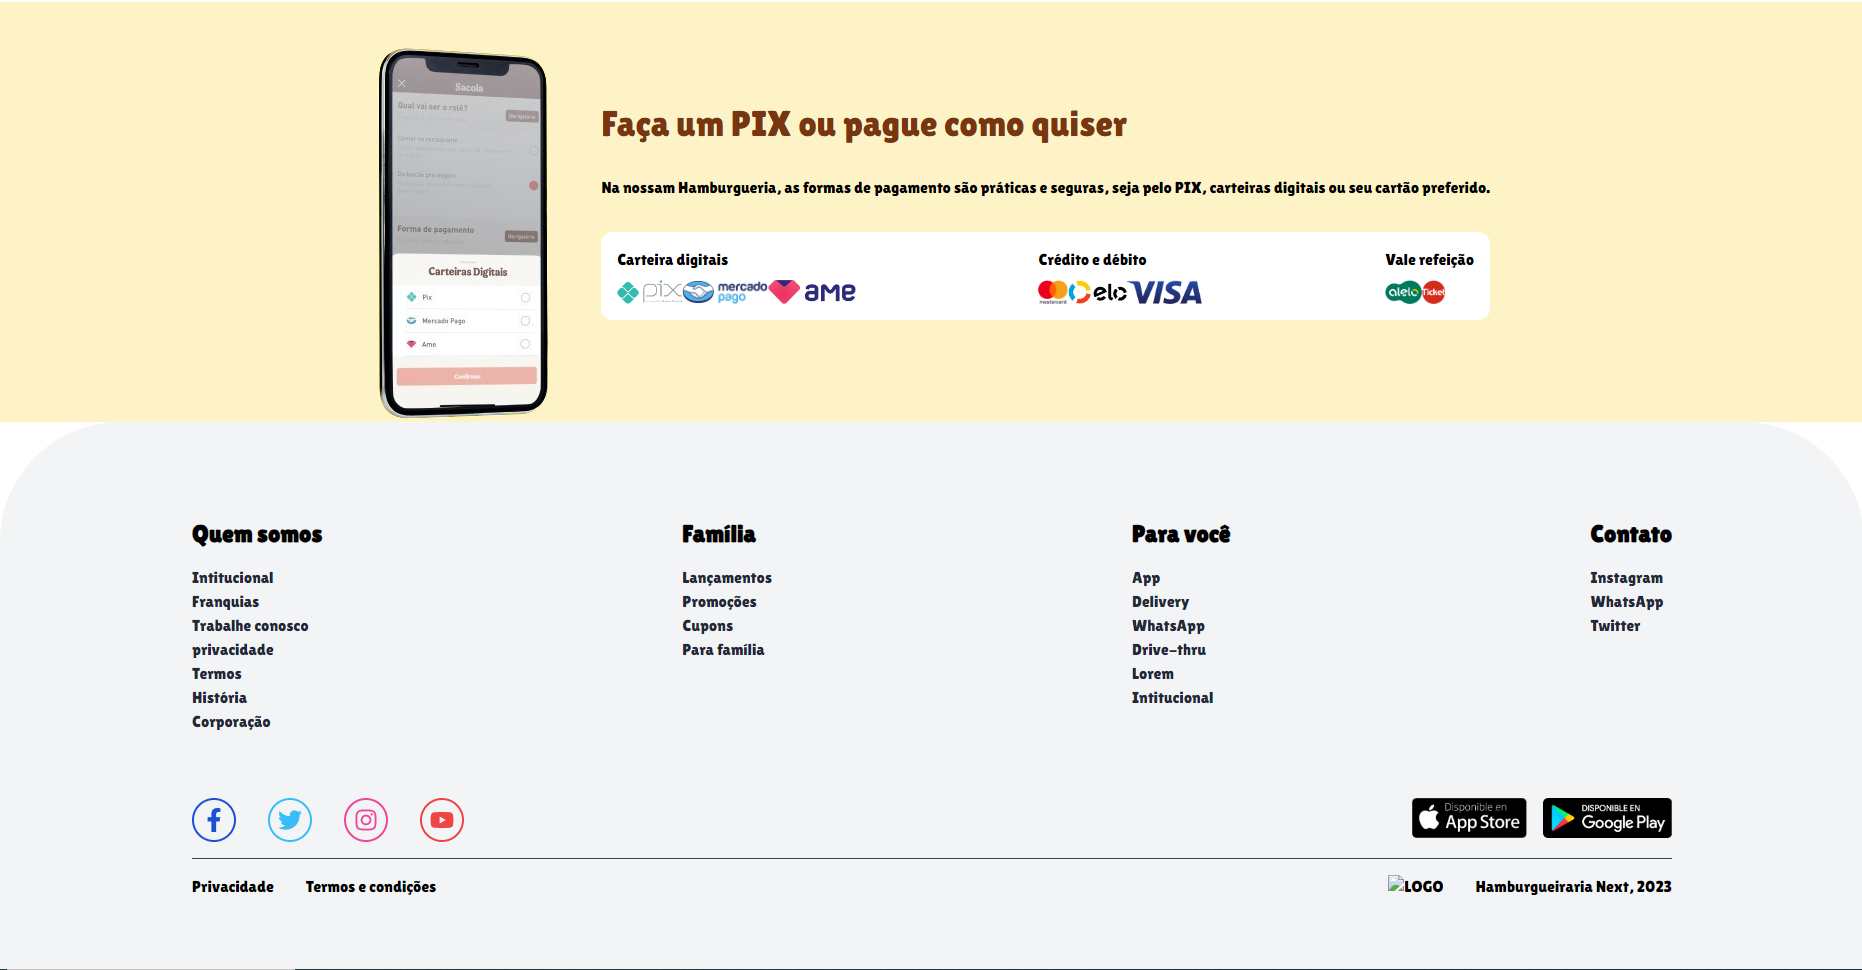 Sacola
Qual vai ser o rolê?
Obrigatório
Comer no restaurante
Do balcão pra viagem
Forma de pagamento
Obrigatório
Carteiras Digitais
Pix
Mercado Pago
Ame
Confirmar
Faça um PIX ou pague como quiser
Na nossam Hamburgueria, as formas de pagamento são práticas e seguras, seja pelo PIX, carteiras digitais ou seu cartão preferido.
Carteira digitais
Crédito e débito
Vale refeição
pix mercado pago ame
mastercard elo VISA
alelo Ticket
Quem somos
Intitucional
Franquias
Trabalhe conosco
privacidade
Termos
História
Corporação
Família
Lançamentos
Promoções
Cupons
Para família
Para você
App
Delivery
WhatsApp
Drive-thru
Lorem
Intitucional
Contato
Instagram
WhatsApp
Twitter
Disponible en
App Store
DISPONIBLE EN
Google Play
Privacidade
Termos e condições
LOGO
Hamburgueiraria Next, 2023